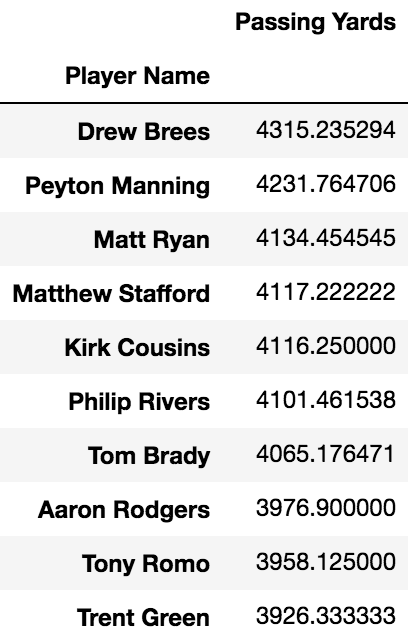 Passing Yards
Player Name
Drew Brees 4315.235294
Peyton Manning 4231.764706
Matt Ryan 4134.454545
Matthew Stafford 4117.222222
Kirk Cousins 4116.250000
Philip Rivers 4101.461538
Tom Brady 4065.176471
Aaron Rodgers 3976.900000
Tony Romo 3958.125000
Trent Green 3926.333333